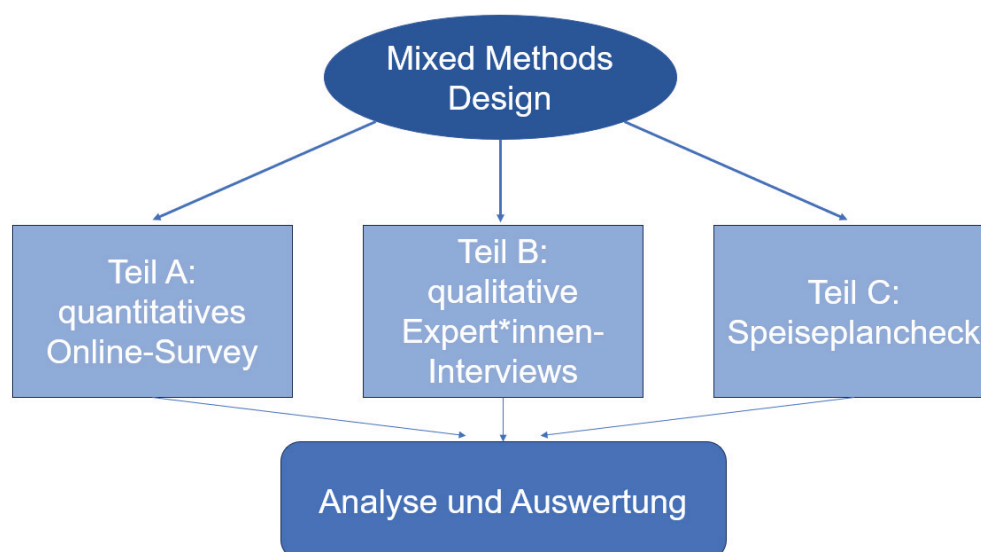 Mixed Methods
Design
Teil A:
quantitatives
Online-Survey
Teil B:
qualitative
Expert*innen-
Interviews
Teil C:
Speiseplancheck
Analyse und Auswertung